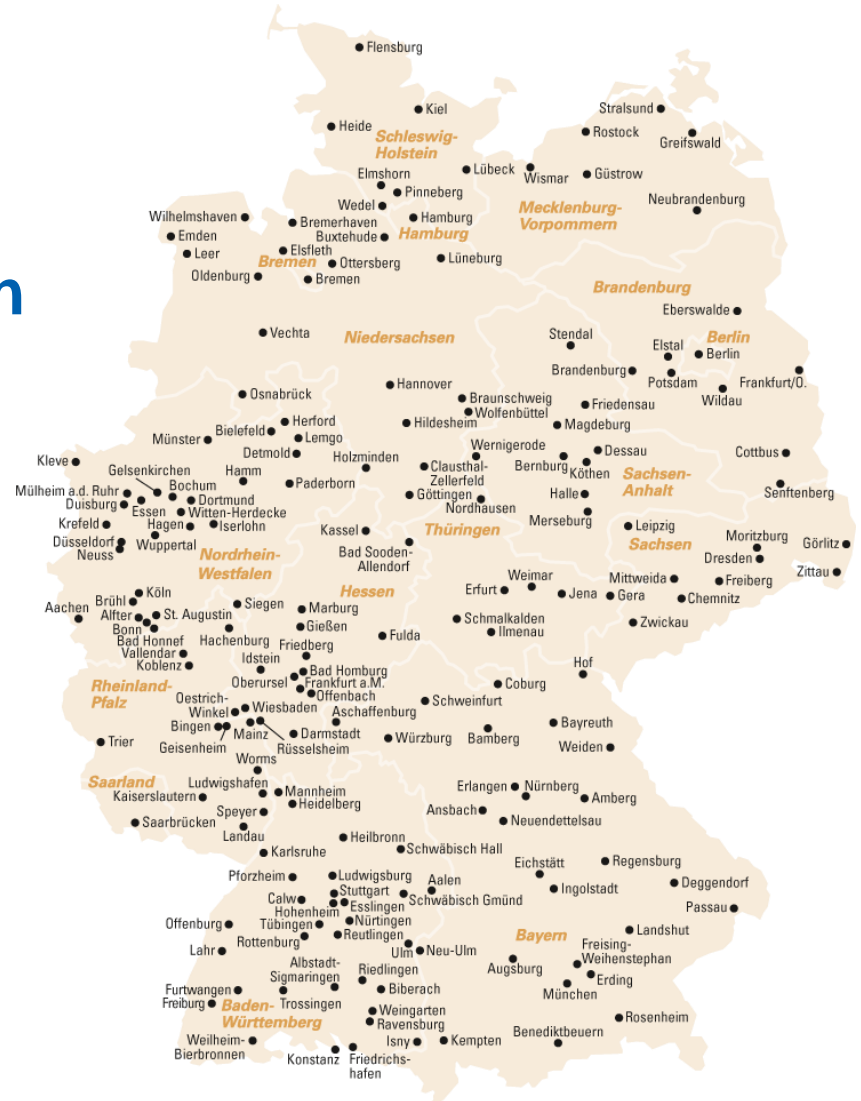 Flensburg
Kiel
Stralsund
Heide
Rostock
Greifswald
Schleswig-
Holstein
Elmshorn
Lübeck
Wismar
Güstrow
Pinneberg
Neubrandenburg
Wedel
Mecklenburg-
Vorpommern
Wilhelmshaven
Bremerhaven
Hamburg
Emden
Buxtehude
Hamburg
Leer
Elsfleth
Bremen
Ottersberg
Lüneburg
Oldenburg
Bremen
n
Brandenburg
Eberswalde
Vechta
Niedersachsen
Stendal
Berlin
Elstal
Berlin
Brandenburg
Potsdam
Frankfurt/O.
Hannover
Wildau
Osnabrück
Braunschweig
Friedensau
Wolfenbüttel
Herford
Hildesheim
Magdeburg
Bielefeld
Lemgo
Münster
Detmold
Wernigerode
Dessau
Cottbus
Kleve
Holzminden
Clausthal-
Zellerfeld
Bernburg
Köthen
Sachsen-
Anhalt
Gelsenkirchen
Hamm
Paderborn
Senftenberg
Mülheim a.d. Ruhr
Bochum
Göttingen
Halle
Duisburg
Dortmund
Nordhausen
Essen
Witten-Herdecke
Merseburg
Krefeld
Hagen
Iserlohn
Kassel
Thüringen
Leipzig
Düsseldorf
Wuppertal
Neuss
Bad Sooden-
Allendorf
Sachsen
Moritzburg
Görlitz
Nordrhein-
Westfalen
Dresden
Zittau
Hessen
Weimar
Mittweida
Freiberg
Köln
Erfurt
Jena
Gera
Chemnitz
Brühl
Siegen
Marburg
Aachen
Alfter
St. Augustin
Schmalkalden
Zwickau
Bonn
Gießen
Ilmenau
Bad Honnef
Hachenburg
Fulda
Vallendar
Friedberg
Koblenz
Idstein
Hof
Bad Homburg
Oberursel
Frankfurt a.M.
Coburg
Rheinland-
Pfalz
Offenbach
Oestrich-
Winkel
Wiesbaden
Schweinfurt
Aschaffenburg
Bingen
Mainz
Bayreuth
Trier
Geisenheim
Rüsselsheim
Darmstadt
Würzburg
Bamberg
Weiden
Worms
Saarland
Ludwigshafen
Mannheim
Erlangen
Nürnberg
Kaiserslautern
Heidelberg
Amberg
Speyer
Ansbach
Saarbrücken
Neuendettelsau
Landau
Heilbronn
Karlsruhe
Schwäbisch Hall
Eichstätt
Regensburg
Pforzheim
Ludwigsburg
Aalen
Deggendorf
Stuttgart
Ingolstadt
Calw
Esslingen
Schwäbisch Gmünd
Passau
Hohenheim
Offenburg
Tübingen
Nürtingen
Landshut
Rottenburg
Reutlingen
Bayern
Lahr
Ulm
Neu-Ulm
Freising-
Weihenstephan
Albstadt-
Sigmaringen
Riedlingen
Augsburg
Erding
Furtwangen
Biberach
München
Freiburg
Trossingen
Baden-
Württemberg
Weingarten
Rosenheim
Ravensburg
Weilheim-
Bierbronnen
Isny
Kempten
Benediktbeuern
Konstanz
Friedrichs-
hafen